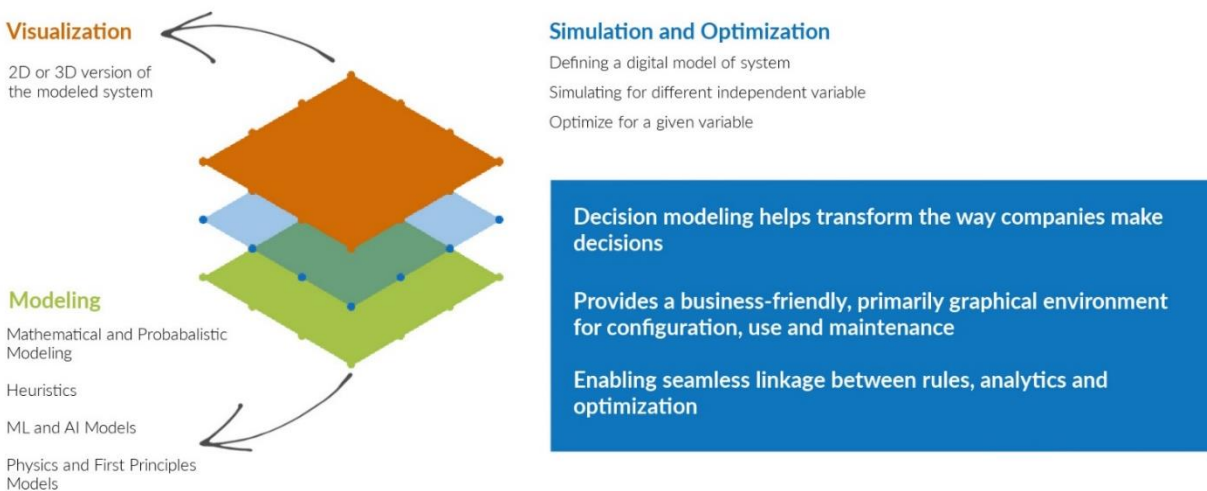 Visualization
2D or 3D version of
the modeled system
Simulation and Optimization
Defining a digital model of system
Simulating for different independent variable
Optimize for a given variable
Modeling
Mathematical and Probabalistic
Modeling
Heuristics
ML and AI Models
Physics and First Principles
Models
Decision modeling helps transform the way companies make
decisions
Provides a business-friendly, primarily graphical environment
for configuration, use and maintenance
Enabling seamless linkage between rules, analytics and
optimization